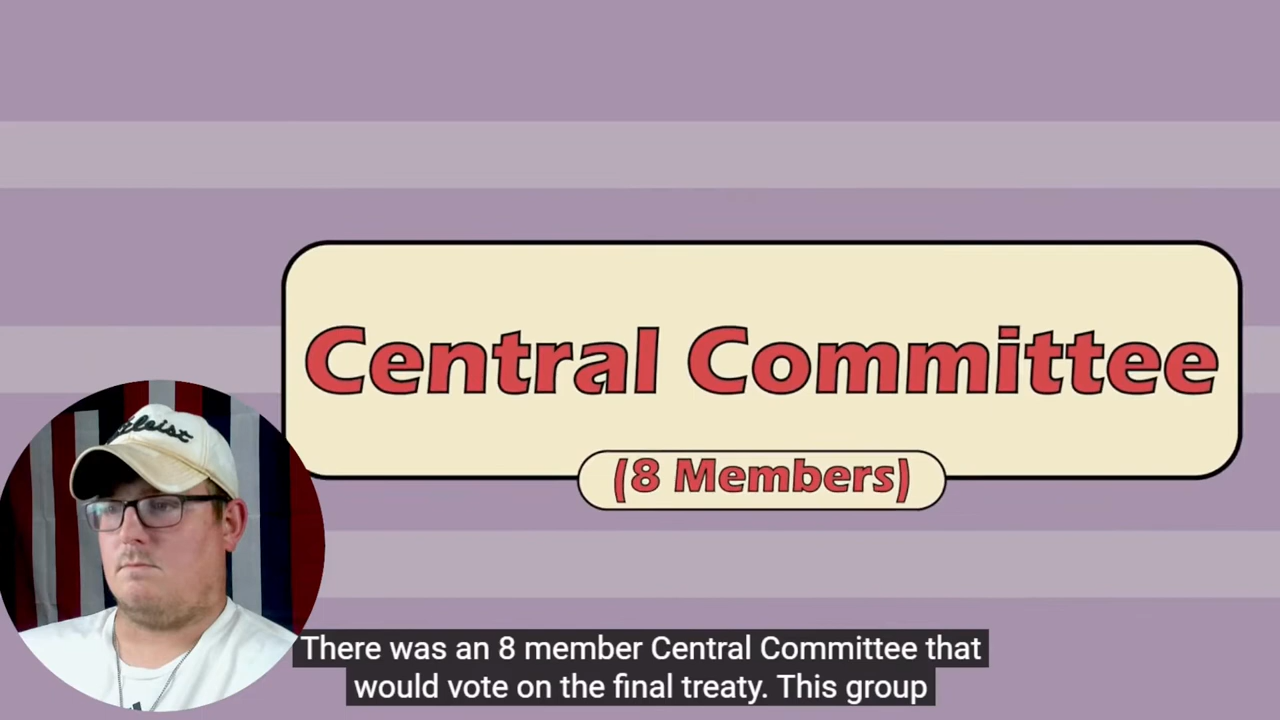 Central Committee
(8 Members)
There was an 8 member Central Committee that
would vote on the final treaty. This group